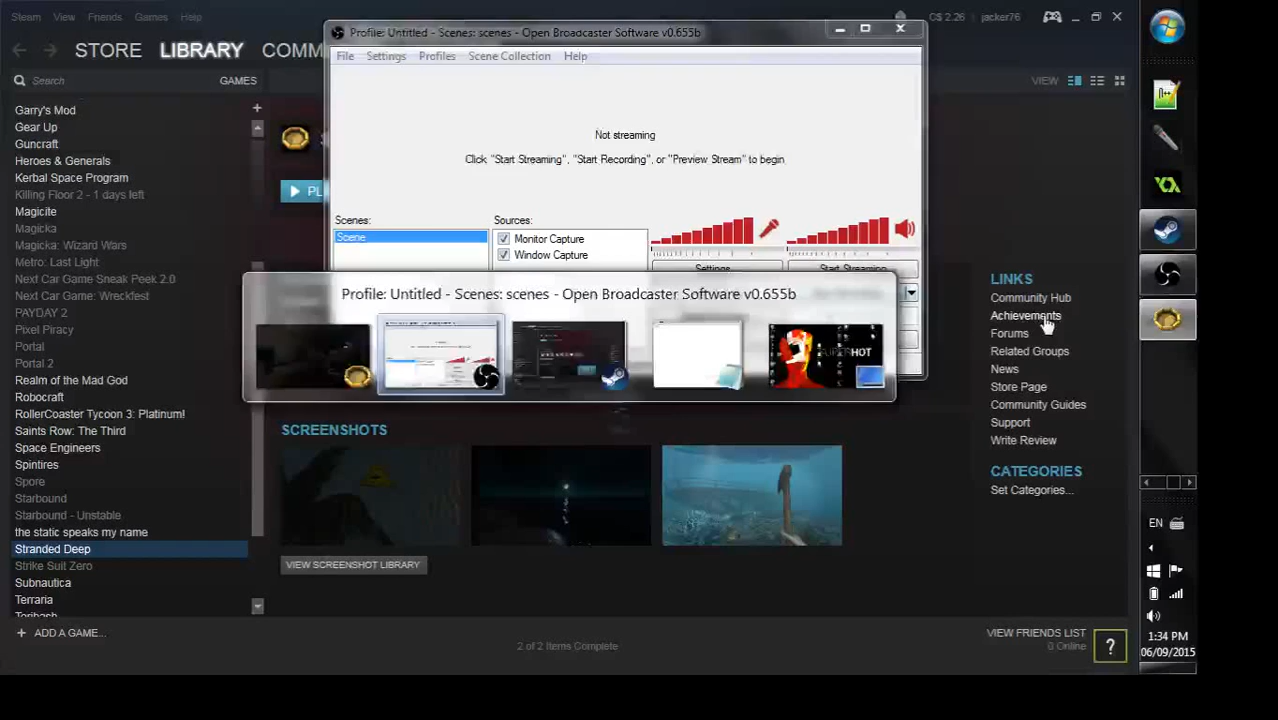 Steam View Friends Games Help
C$ 2.26 jacker76
STORE LIBRARY COMM
Search GAMES
VIEW
Garry's Mod
Gear Up
Guncraft
Heroes & Generals
Kerbal Space Program
Killing Floor 2 - 1 days left
Magicite
Magicka
Magicka: Wizard Wars
Metro: Last Light
Next Car Game Sneak Peek 2.0
Next Car Game: Wreckfest
PAYDAY 2
Pixel Piracy
Portal
Portal 2
Realm of the Mad God
Robocraft
RollerCoaster Tycoon 3: Platinum!
Saints Row: The Third
Space Engineers
Spintires
Spore
Starbound
Starbound - Unstable
the static speaks my name
Stranded Deep
Strike Suit Zero
Subnautica
Terraria
Toribash
ADD A GAME...
Profile: Untitled - Scenes: scenes - Open Broadcaster Software v0.655b
File Settings Profiles Scene Collection Help
Not streaming
Click "Start Streaming", "Start Recording", or "Preview Stream" to begin
Scenes:
Scene
Sources:
Monitor Capture
Window Capture
Settings
Start Streaming
PL
Profile: Untitled - Scenes: scenes - Open Broadcaster Software v0.655b
SCREENSHOTS
VIEW SCREENSHOT LIBRARY
2 of 2 Items Complete
LINKS
Community Hub
Achievements
Forums
Related Groups
News
Store Page
Community Guides
Support
Write Review
CATEGORIES
Set Categories...
VIEW FRIENDS LIST
0 Online
?
EN
1:34 PM
06/09/2015